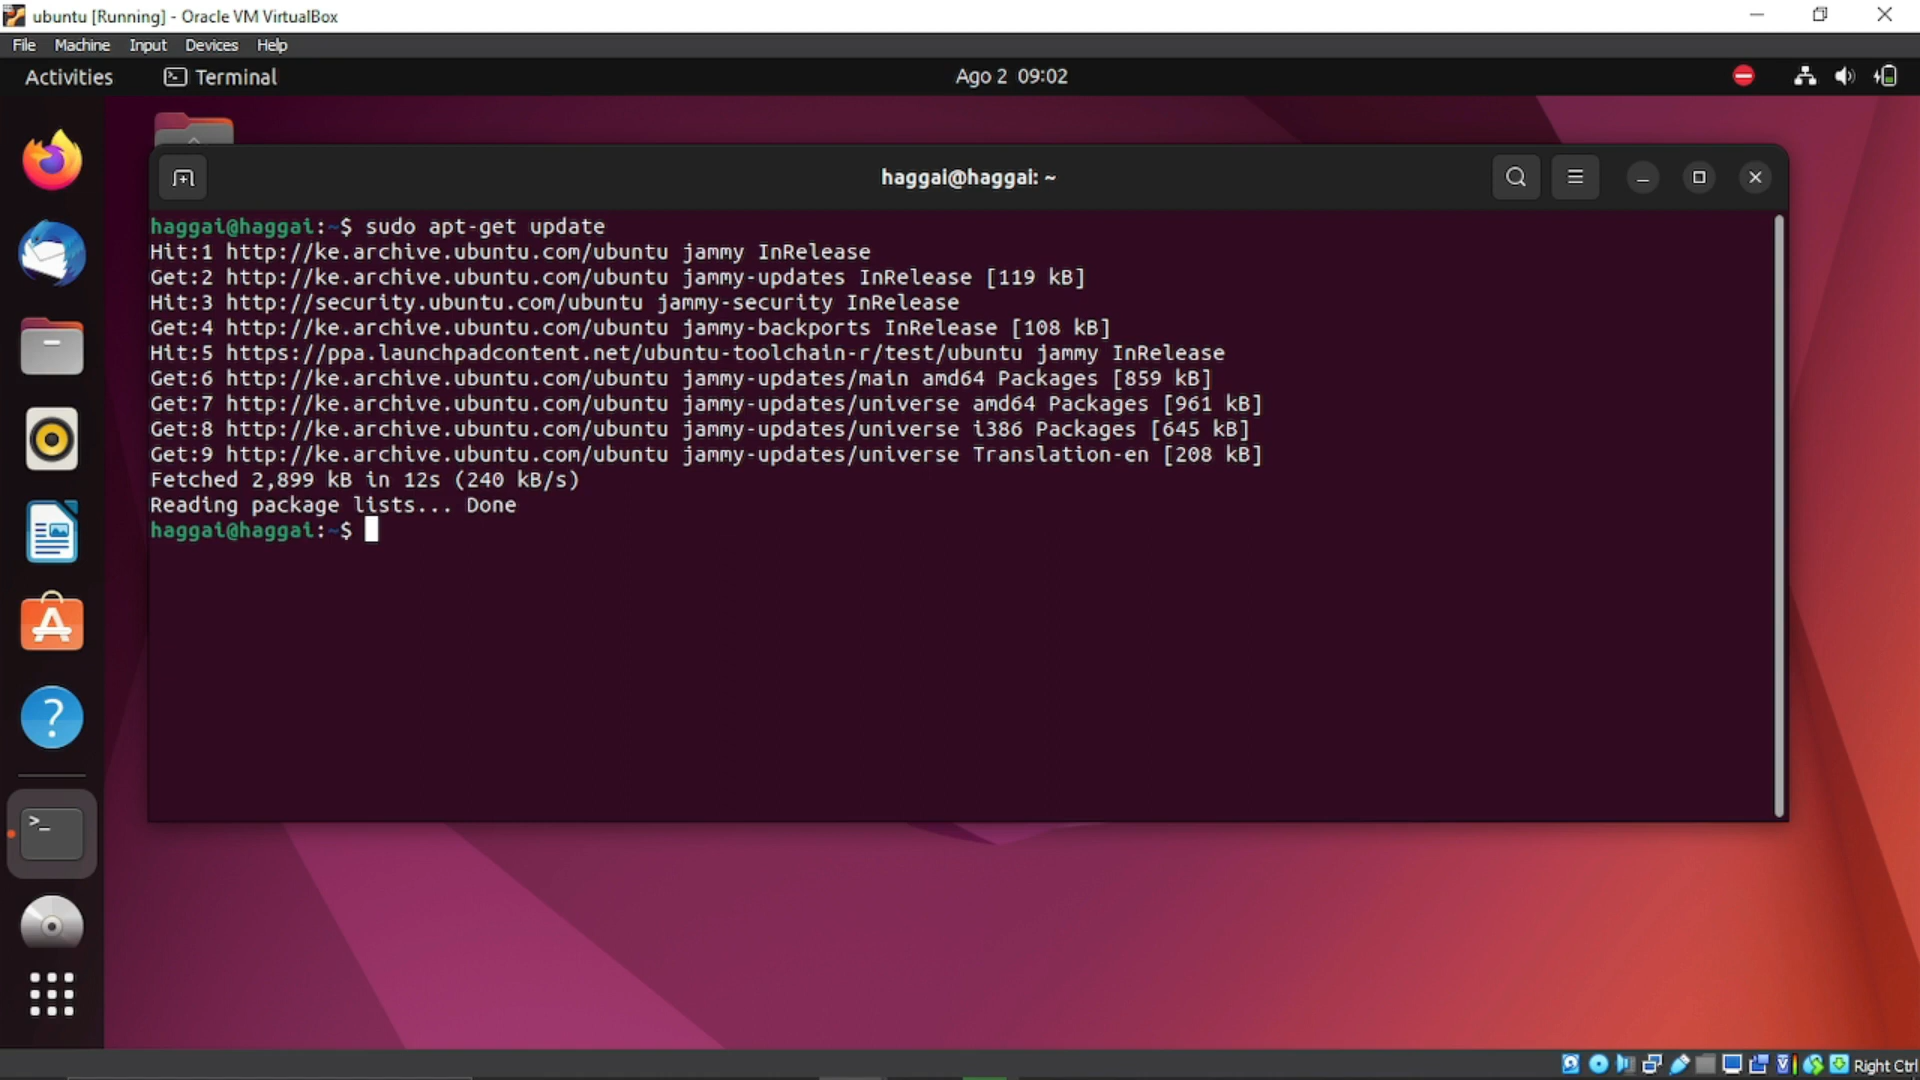 ubuntu [Running] - Oracle VM VirtualBox
File Machine Input Devices Help
Activities Terminal Ago 2 09:02
haggai@haggai: ~
haggai@haggai:~$ sudo apt-get update
Hit:1 http://ke.archive.ubuntu.com/ubuntu jammy InRelease
Get:2 http://ke.archive.ubuntu.com/ubuntu jammy-updates InRelease [119 kB]
Hit:3 http://security.ubuntu.com/ubuntu jammy-security InRelease
Get:4 http://ke.archive.ubuntu.com/ubuntu jammy-backports InRelease [108 kB]
Hit:5 https://ppa.launchpadcontent.net/ubuntu-toolchain-r/test/ubuntu jammy InRelease
Get:6 http://ke.archive.ubuntu.com/ubuntu jammy-updates/main amd64 Packages [859 kB]
Get:7 http://ke.archive.ubuntu.com/ubuntu jammy-updates/universe amd64 Packages [961 kB]
Get:8 http://ke.archive.ubuntu.com/ubuntu jammy-updates/universe i386 Packages [645 kB]
Get:9 http://ke.archive.ubuntu.com/ubuntu jammy-updates/universe Translation-en [208 kB]
Fetched 2,899 kB in 12s (240 kB/s)
Reading package lists... Done
haggai@haggai:~$
Right Ctrl